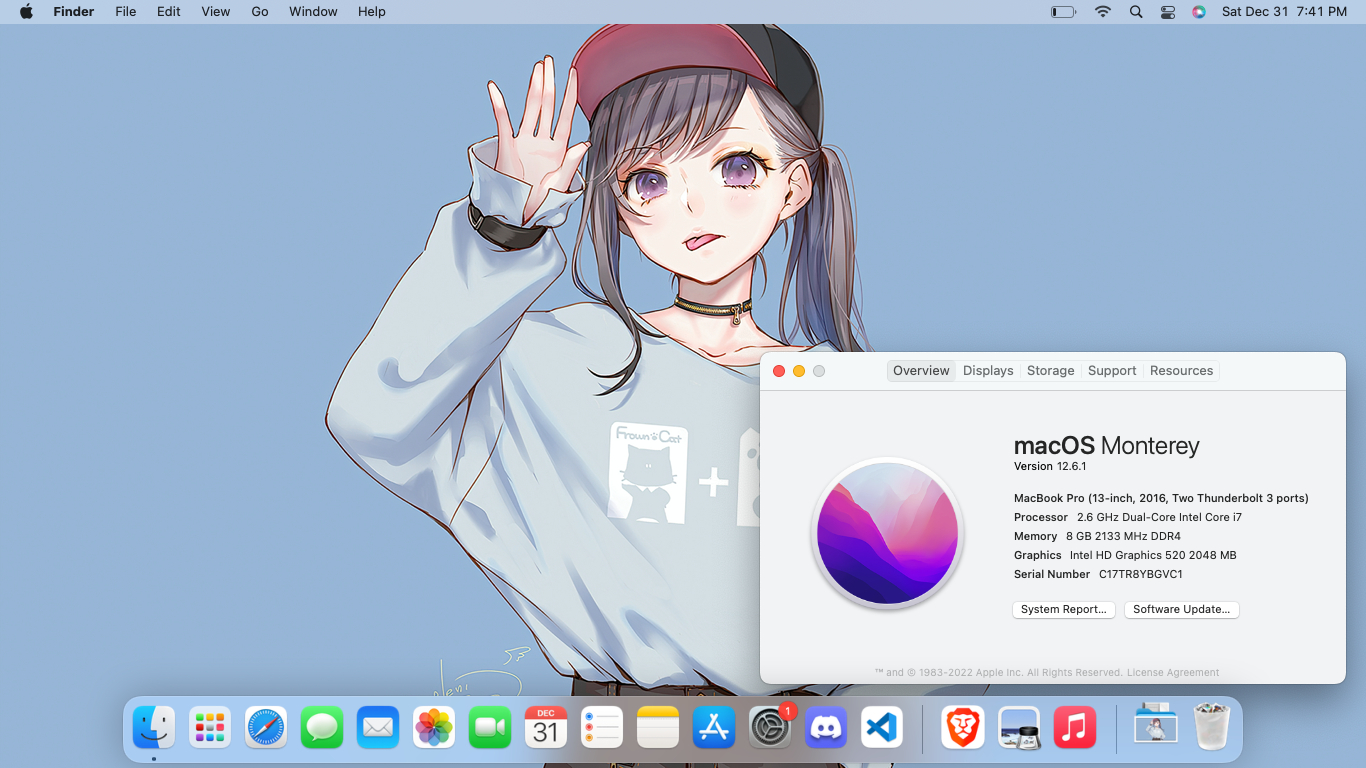 Finder File Edit View Go Window Help Sat Dec 31 7:41 PM
Frown's Cat
+
Overview Displays Storage Support Resources
macOS Monterey
Version 12.6.1
MacBook Pro (13-inch, 2016, Two Thunderbolt 3 ports)
Processor 2.6 GHz Dual-Core Intel Core i7
Memory 8 GB 2133 MHz DDR4
Graphics Intel HD Graphics 520 2048 MB
Serial Number C17TR8YBGVC1
System Report... Software Update...
™ and © 1983-2022 Apple Inc. All Rights Reserved. License Agreement
DEC
31
1